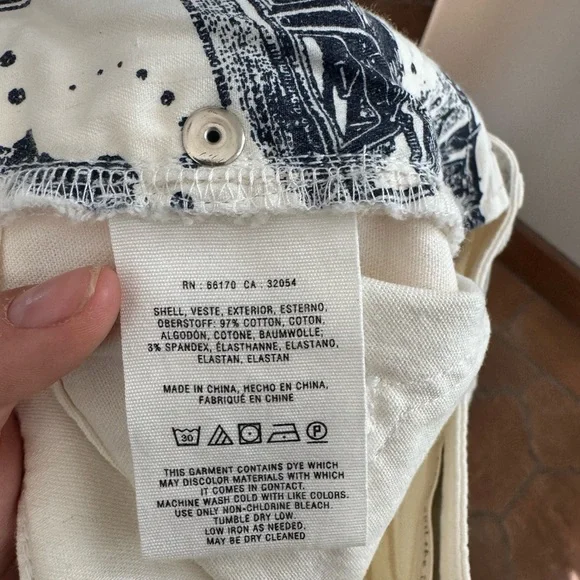 RN : 66170 CA . 32054
SHELL, VESTE, EXTERIOR, ESTERNO,
OBERSTOFF: 97% COTTON, COTON,
ALGODÓN, COTONE, BAUMWOLLE,
3% SPANDEX, ÉLASTHANNE, ELASTANO,
ELASTAN, ELASTAN
MADE IN CHINA, HECHO EN CHINA,
FABRIQUÉ EN CHINE
30 P
THIS GARMENT CONTAINS DYE WHICH
MAY DISCOLOR MATERIALS WITH WHICH
IT COMES IN CONTACT.
MACHINE WASH COLD WITH LIKE COLORS.
USE ONLY NON-CHLORINE BLEACH.
TUMBLE DRY LOW.
LOW IRON AS NEEDED.
MAY BE DRY CLEANED